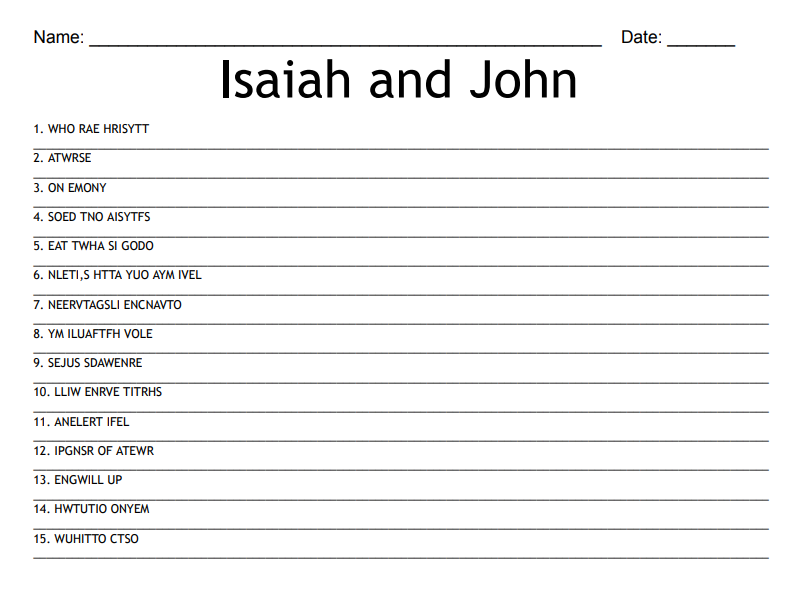 Name: ____________________ Date: _______
Isaiah and John
1. WHO RAE HRISYTT
2. ATWRSE
3. ON EMONY
4. SOED TNO AISYTFS
5. EAT TWHA SI GODO
6. NLETI,S HTTA YUO AYM IVEL
7. NEERVTAGSLI ENCNAVTO
8. YM ILUAFTFH VOLE
9. SEJUS SDAWENRE
10. LLIW ENRVE TITRHS
11. ANELERT IFEL
12. IPGNSR OF ATEWR
13. ENGWILL UP
14. HWTUTIO ONYEM
15. WUHITTO CTSO